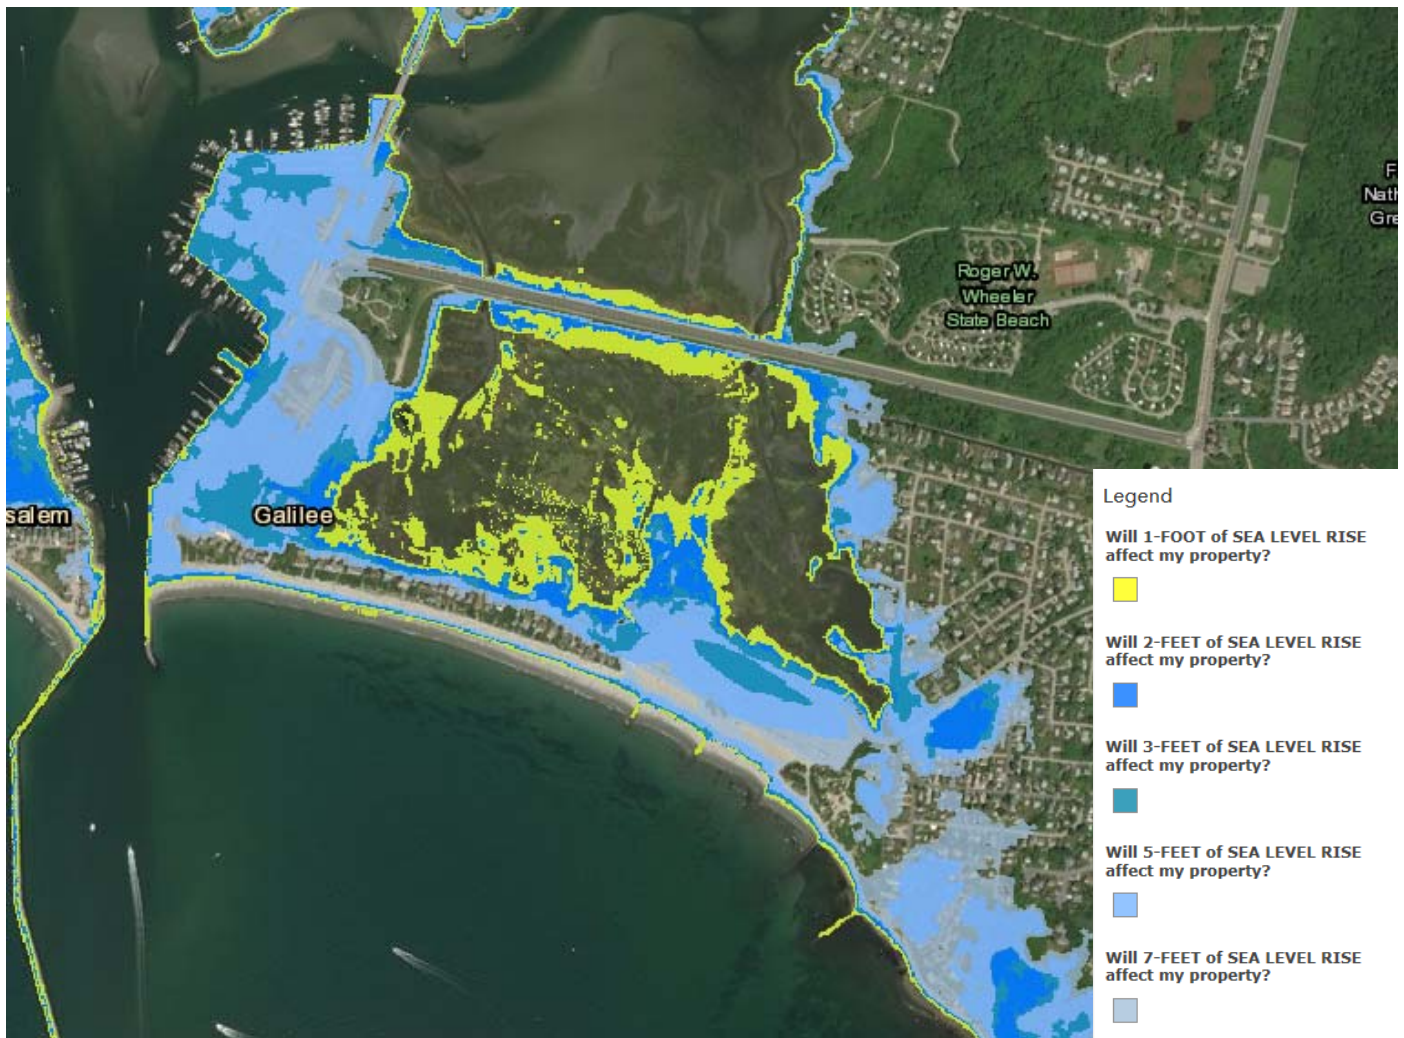 F
Nath
Gre
Roger W.
Wheeler
State Beach
salem
Galilee
Legend
Will 1-FOOT of SEA LEVEL RISE
affect my property?
Will 2-FEET of SEA LEVEL RISE
affect my property?
Will 3-FEET of SEA LEVEL RISE
affect my property?
Will 5-FEET of SEA LEVEL RISE
affect my property?
Will 7-FEET of SEA LEVEL RISE
affect my property?